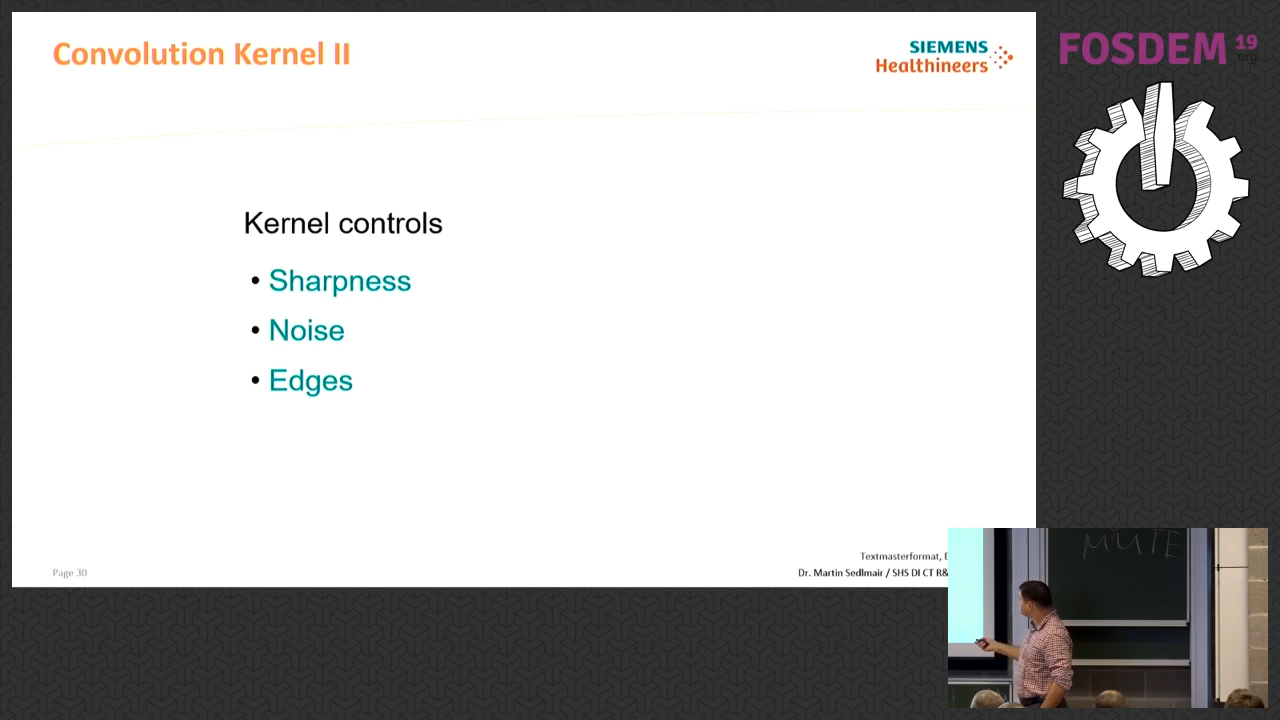 Convolution Kernel II
SIEMENS
Healthineers
FOSDEM 19
.org
Kernel controls
• Sharpness
• Noise
• Edges
Textmasterformat,
Page 30
Dr. Martin Sedlmair / SHS DI CT
MUTE